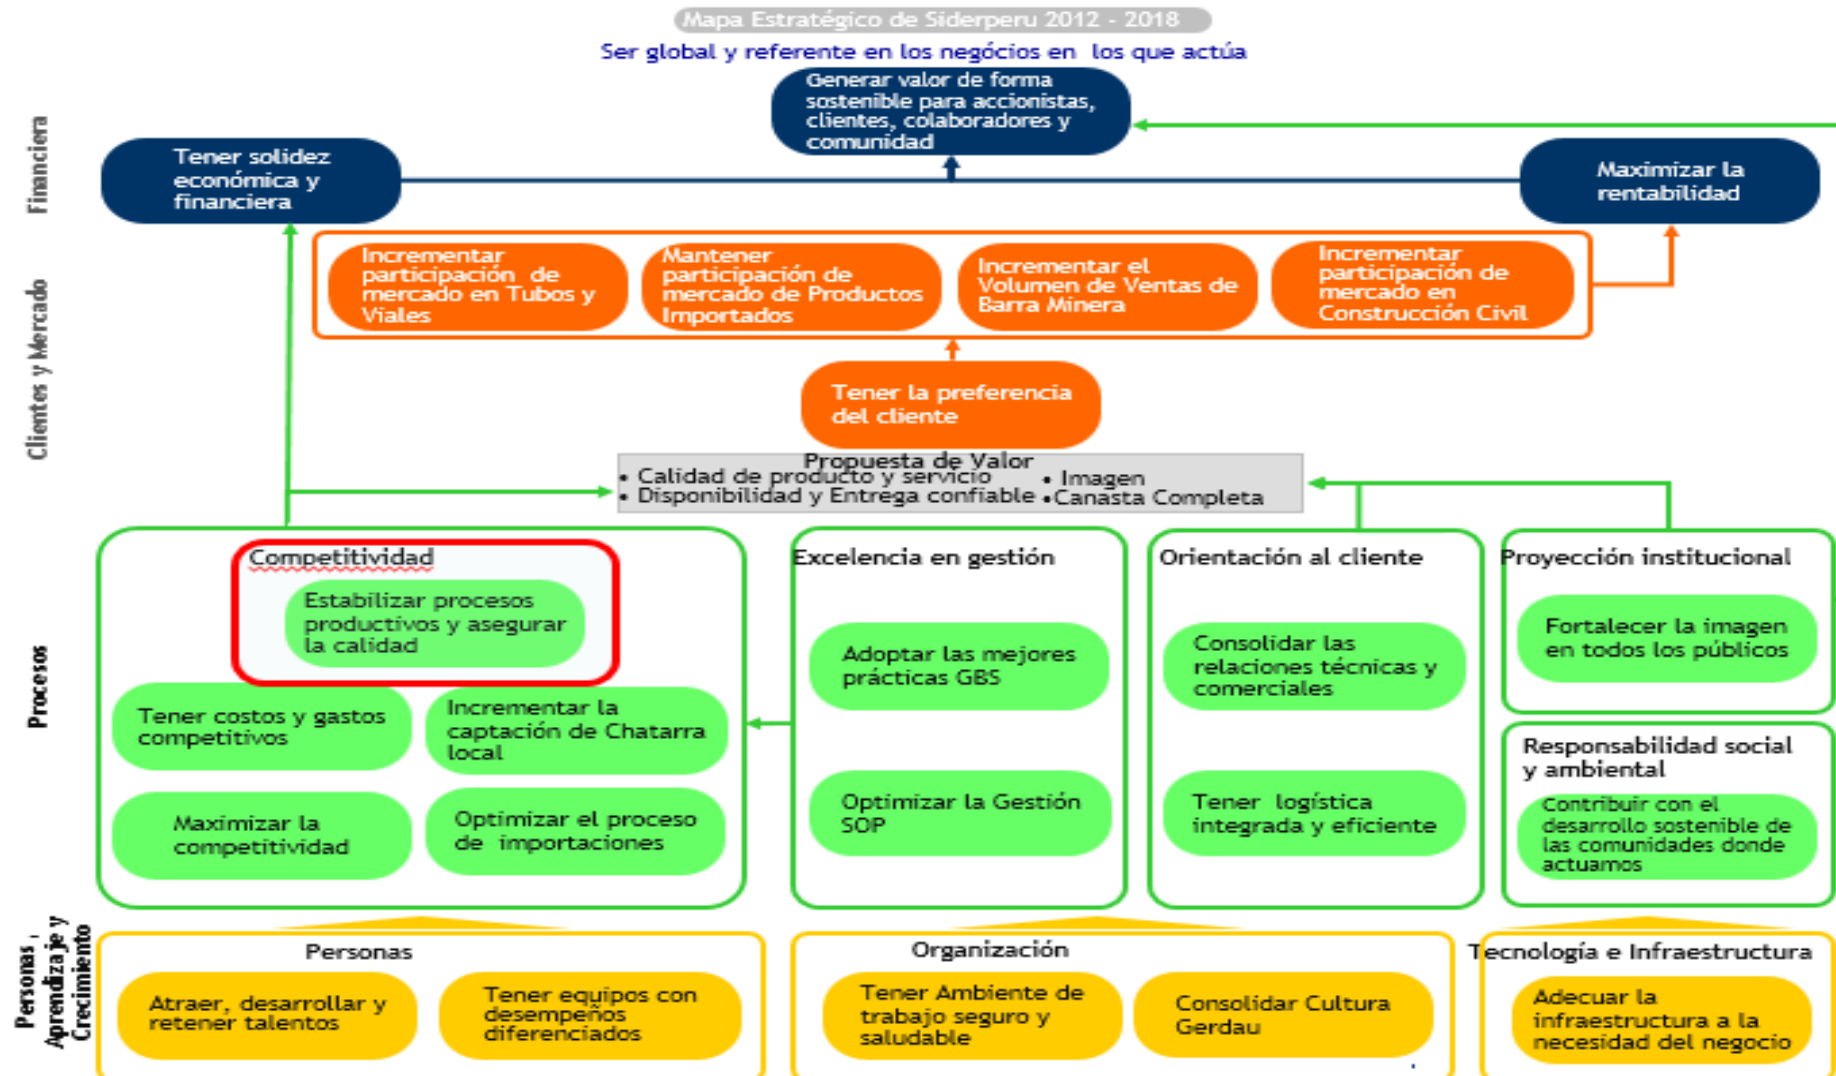 Mapa Estratégico de Siderperu 2012 - 2018
Ser global y referente en los negócios en los que actúa
Financiera
Generar valor de forma
sostenible para accionistas,
clientes, colaboradores y
comunidad
Tener solidez
económica y
financiera
Maximizar la
rentabilidad
Clientes y Mercado
Incrementar
participación de
mercado en Tubos y
Viales
Mantener
participación de
mercado de Productos
Importados
Incrementar el
Volumen de Ventas de
Barra Minera
Incrementar
participación de
mercado en
Construcción Civil
Tener la preferencia
del cliente
Propuesta de Valor
• Calidad de producto y servicio
• Disponibilidad y Entrega confiable
• Imagen
• Canasta Completa
Procesos
Competitividad
Estabilizar procesos
productivos y asegurar
la calidad
Tener costos y gastos
competitivos
Incrementar la
captación de Chatarra
local
Maximizar la
competitividad
Optimizar el proceso
de importaciones
Excelencia en gestión
Adoptar las mejores
prácticas GBS
Optimizar la Gestión
SOP
Orientación al cliente
Consolidar las
relaciones técnicas y
comerciales
Tener logística
integrada y eficiente
Proyección institucional
Fortalecer la imagen
en todos los públicos
Responsabilidad social
y ambiental
Contribuir con el
desarrollo sostenible de
las comunidades donde
actuamos
Personas ,
Aprendizaje y
Crecimiento
Personas
Atraer, desarrollar y
retener talentos
Tener equipos con
desempeños
diferenciados
Organización
Tener Ambiente de
trabajo seguro y
saludable
Consolidar Cultura
Gerdau
Tecnología e Infraestructura
Adecuar la
infraestructura a la
necesidad del negocio